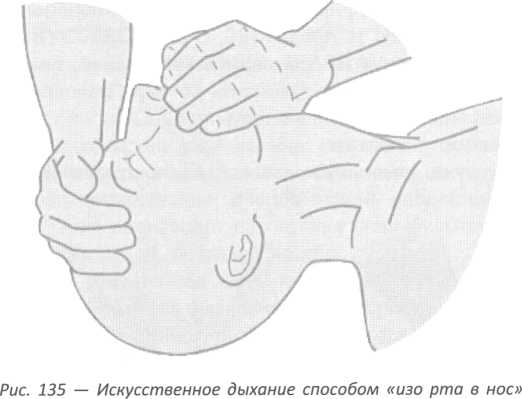 Рис. 135 — Искусственное дыхание способом «изо рта в нос»